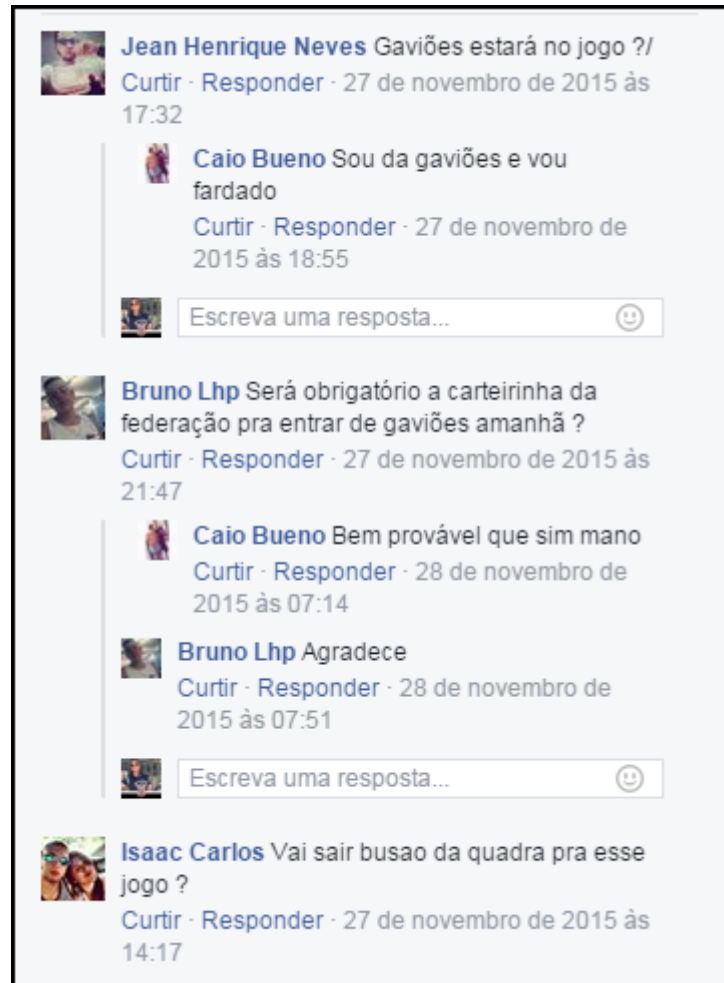 Jean Henrique Neves Gaviões estará no jogo ?/
Curtir · Responder · 27 de novembro de 2015 às
17:32
Caio Bueno Sou da gaviões e vou
fardado
Curtir · Responder · 27 de novembro de
2015 às 18:55
Escreva uma resposta...
Bruno Lhp Será obrigatório a carteirinha da
federação pra entrar de gaviões amanhã ?
Curtir · Responder · 27 de novembro de 2015 às
21:47
Caio Bueno Bem provável que sim mano
Curtir · Responder · 28 de novembro de
2015 às 07:14
Bruno Lhp Agradece
Curtir · Responder · 28 de novembro de
2015 às 07:51
Escreva uma resposta...
Isaac Carlos Vai sair busao da quadra pra esse
jogo ?
Curtir · Responder · 27 de novembro de 2015 às
14:17